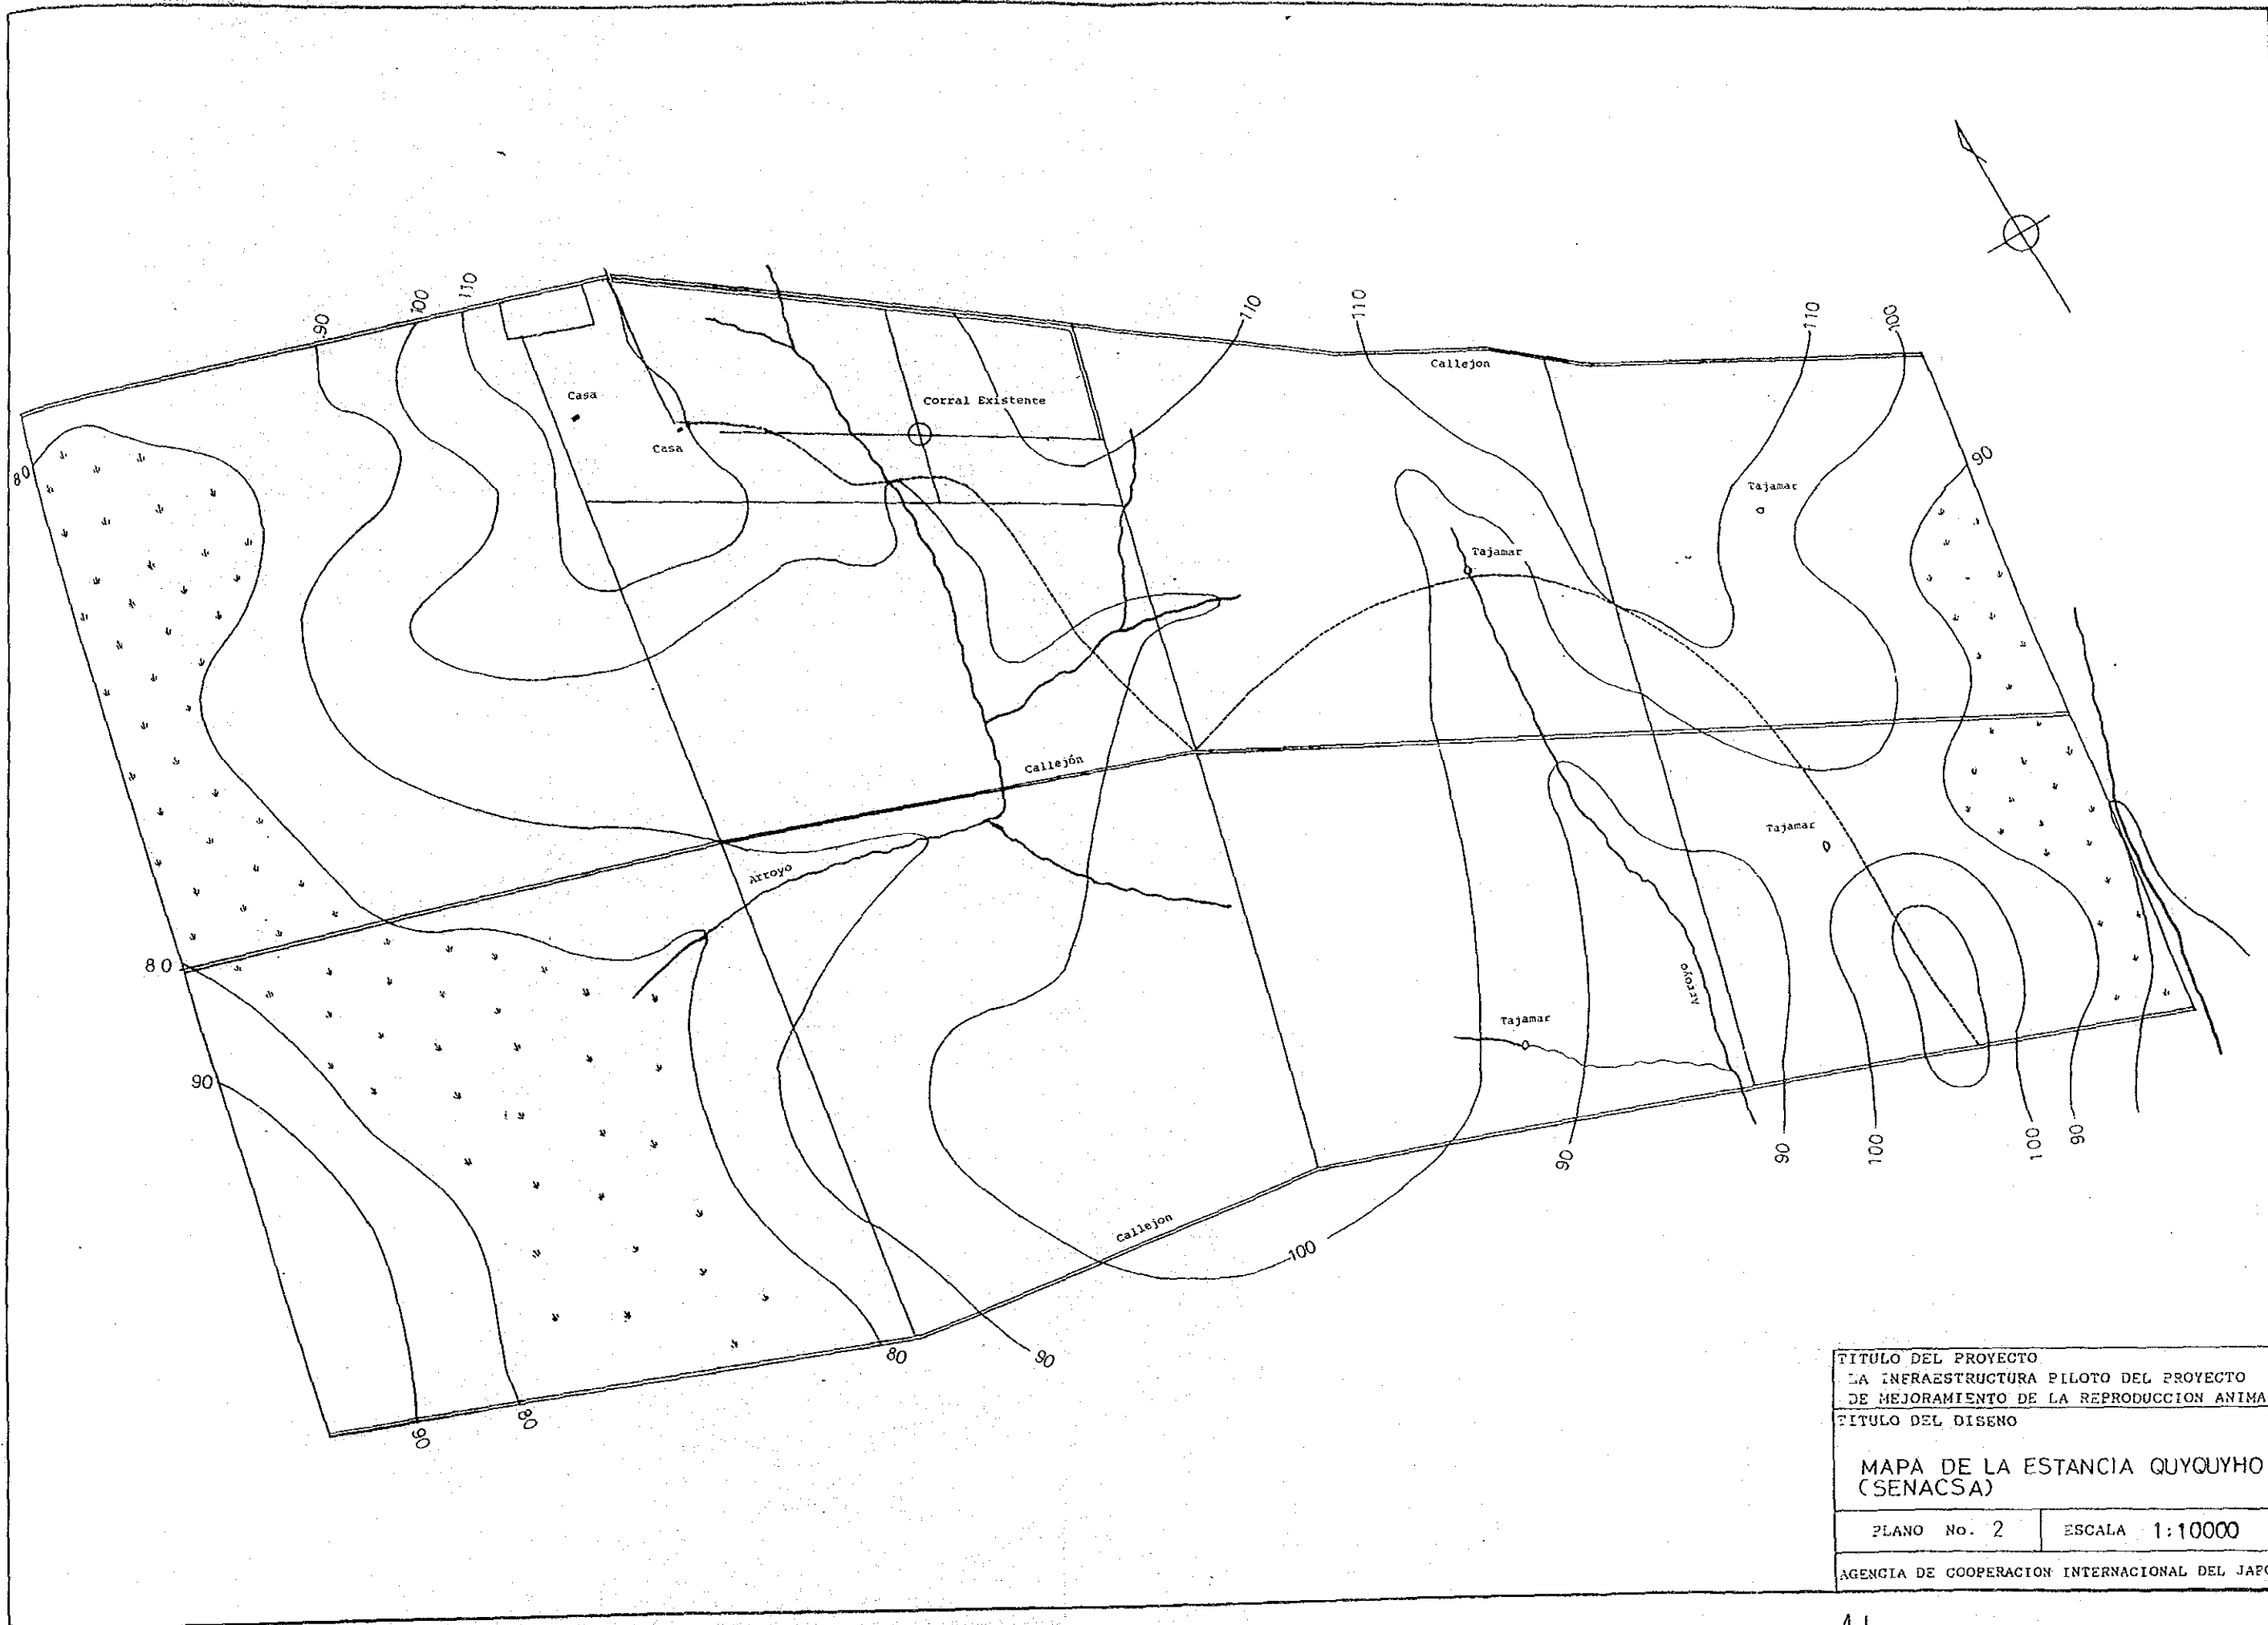 90
100
110
110
110
110
100
Callejon
Casa
Corral Existente
Casa
80
90
Tajamar
Tajamar
Callejón
Tajamar
Arroyo
80
Arroyo
Tajamar
90
90
90
100
100
90
Callejon
100
80
90
90
80
TITULO DEL PROYECTO
LA INFRAESTRUCTURA PILOTO DEL PROYECTO
DE MEJORAMIENTO DE LA REPRODUCCION ANIMA
TITULO DEL DISENO
MAPA DE LA ESTANCIA QUYQUYHO
(SENACSA)
PLANO No. 2
ESCALA 1:10000
AGENCIA DE COOPERACION INTERNACIONAL DEL JAPO